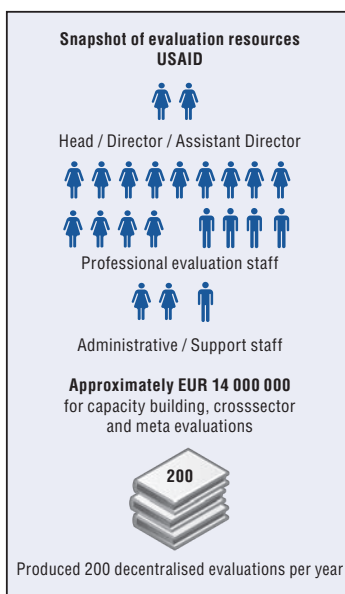 Snapshot of evaluation resources
USAID
Head / Director / Assistant Director
Professional evaluation staff
Administrative / Support staff
Approximately EUR 14 000 000
for capacity building, crosssector
and meta evaluations
200
Produced 200 decentralised evaluations per year